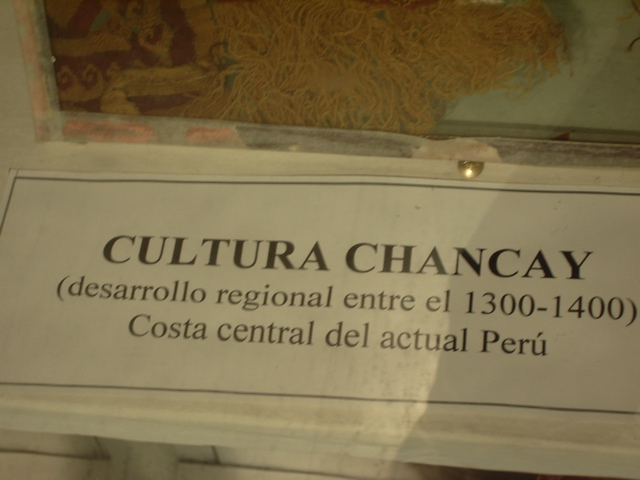 CULTURA CHANCAY
(desarrollo regional entre el 1300-1400)
Costa central del actual Perú